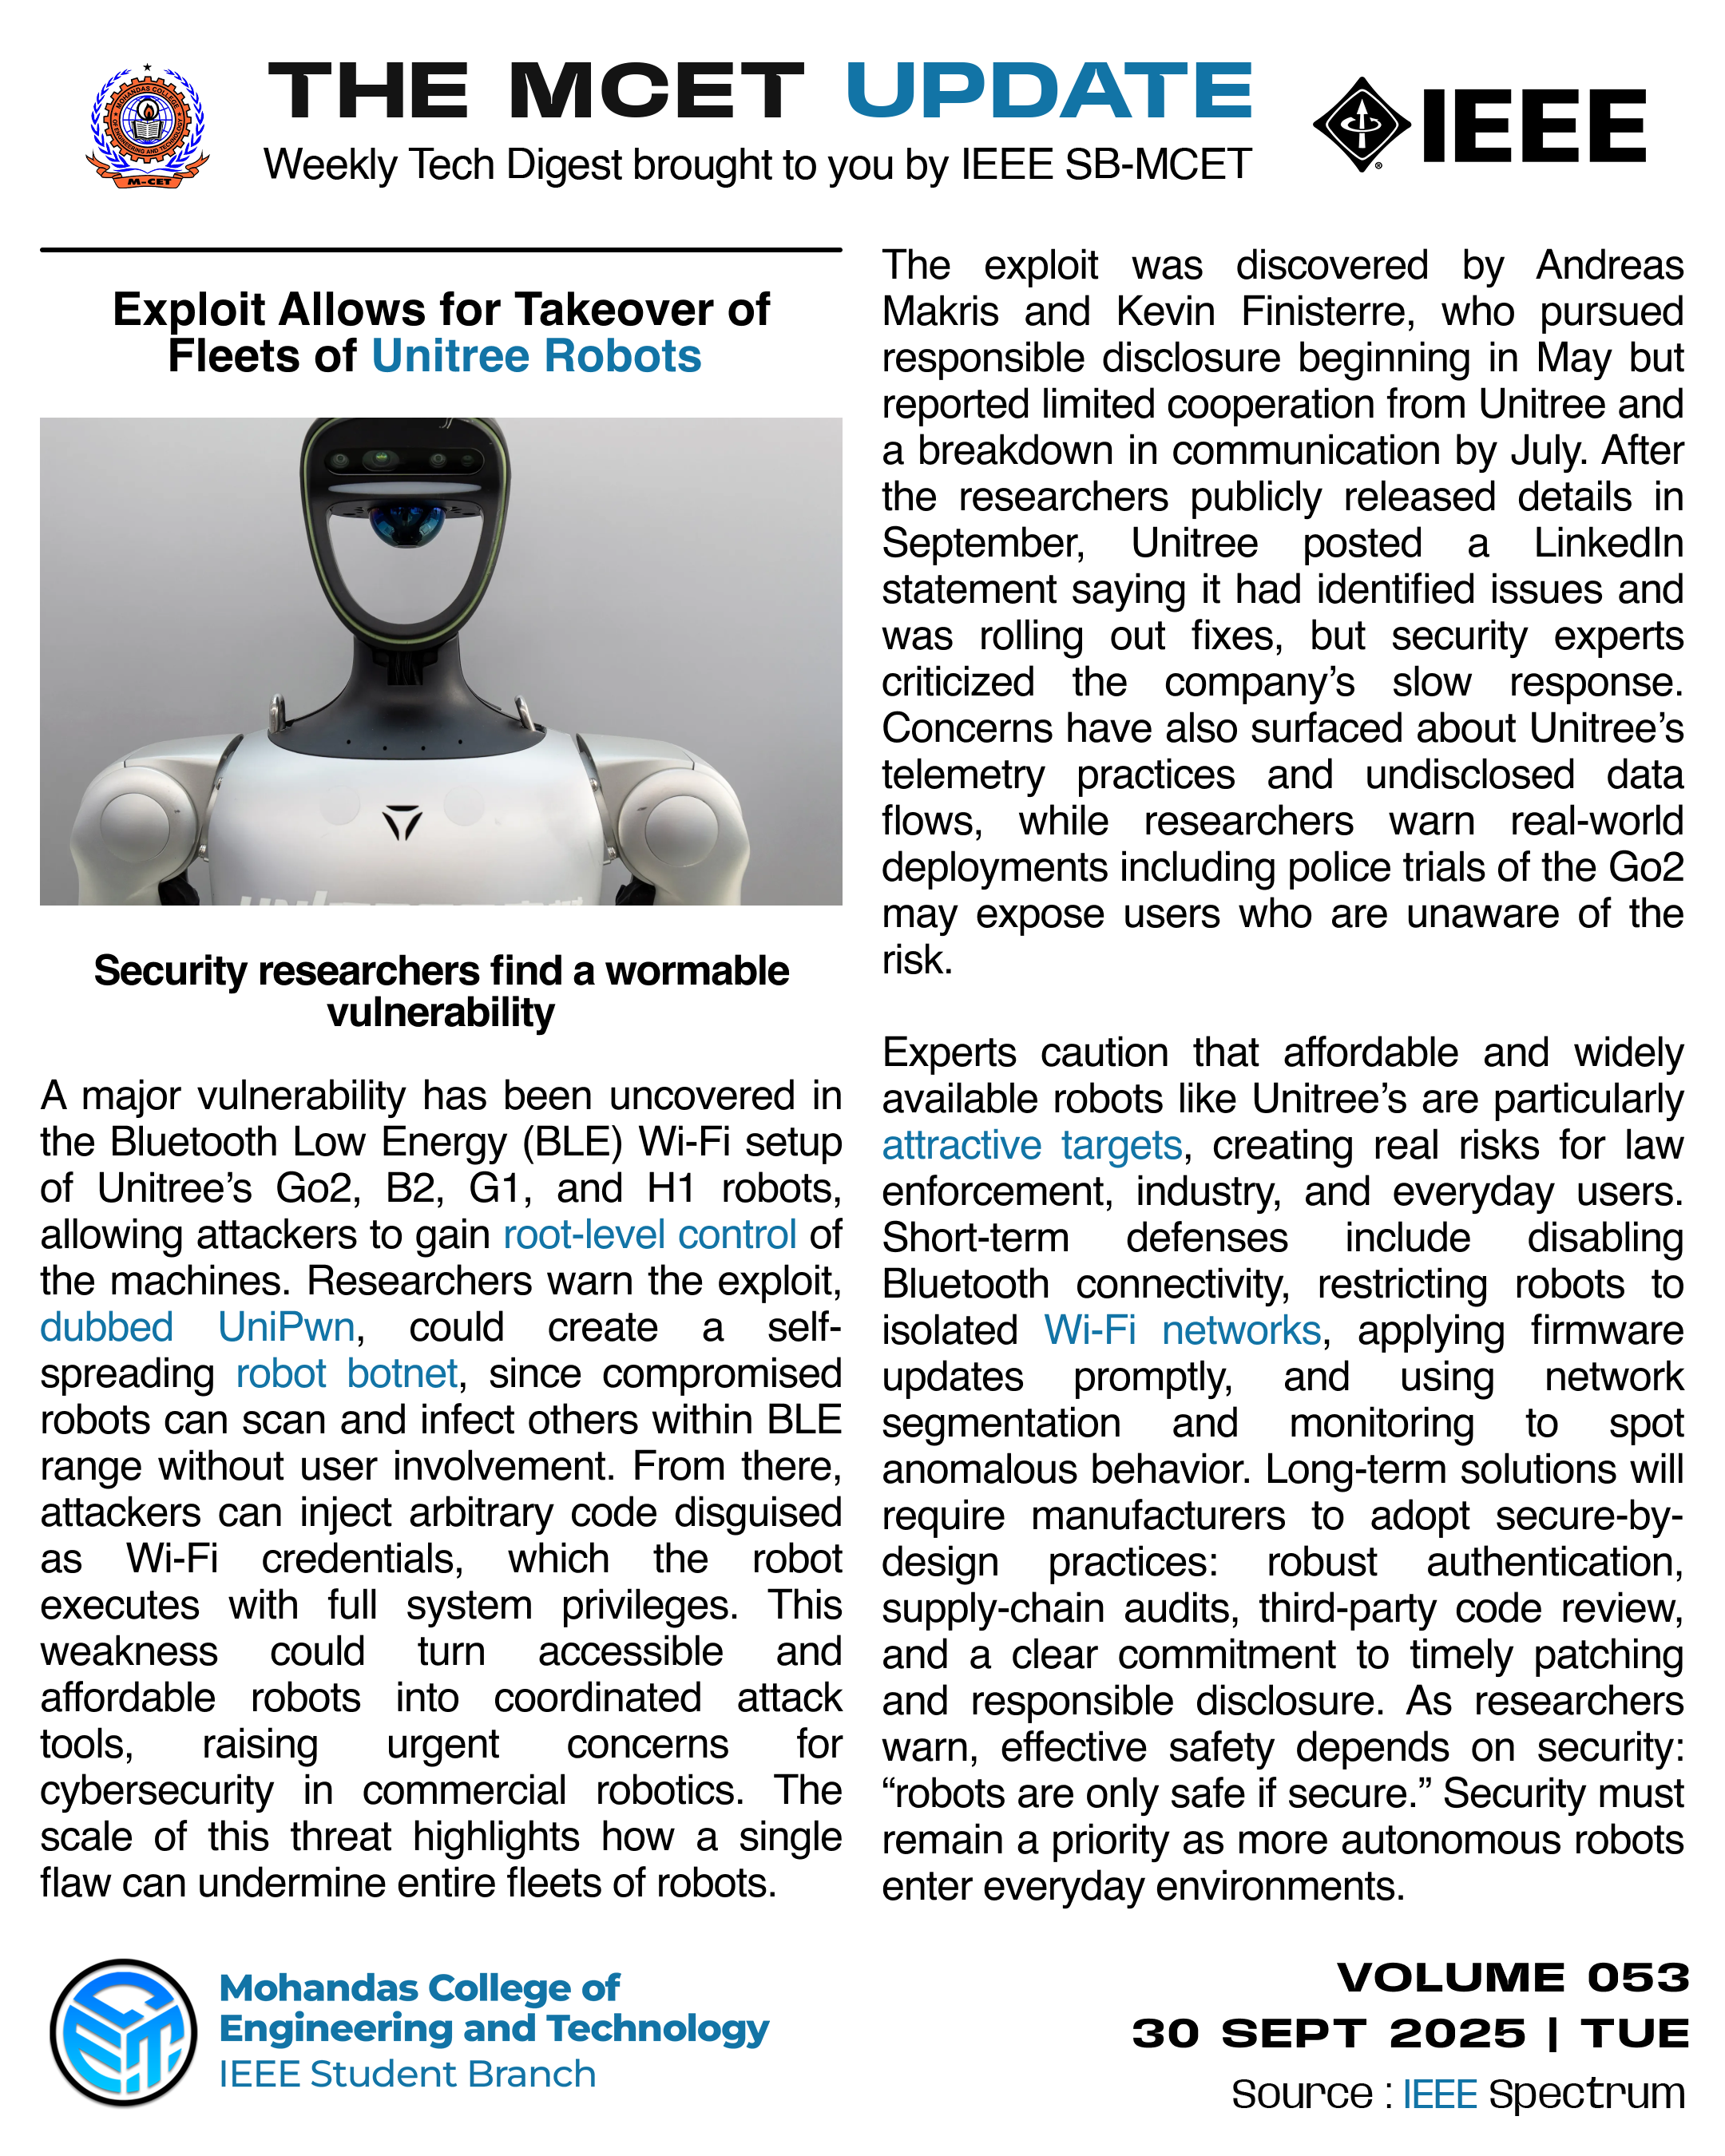 THE MCET UPDATE
Weekly Tech Digest brought to you by IEEE SB-MCET
MOHANDAS COLLEGE
OF ENGINEERING AND TECHNOLOGY
M-CET
IEEE
Exploit Allows for Takeover of
Fleets of Unitree Robots
Security researchers find a wormable
vulnerability
A major vulnerability has been uncovered in
the Bluetooth Low Energy (BLE) Wi-Fi setup
of Unitree’s Go2, B2, G1, and H1 robots,
allowing attackers to gain root-level control of
the machines. Researchers warn the exploit,
dubbed UniPwn, could create a self-
spreading robot botnet, since compromised
robots can scan and infect others within BLE
range without user involvement. From there,
attackers can inject arbitrary code disguised
as Wi-Fi credentials, which the robot
executes with full system privileges. This
weakness could turn accessible and
affordable robots into coordinated attack
tools, raising urgent concerns for
cybersecurity in commercial robotics. The
scale of this threat highlights how a single
flaw can undermine entire fleets of robots.
The exploit was discovered by Andreas
Makris and Kevin Finisterre, who pursued
responsible disclosure beginning in May but
reported limited cooperation from Unitree and
a breakdown in communication by July. After
the researchers publicly released details in
September, Unitree posted a LinkedIn
statement saying it had identified issues and
was rolling out fixes, but security experts
criticized the company’s slow response.
Concerns have also surfaced about Unitree’s
telemetry practices and undisclosed data
flows, while researchers warn real-world
deployments including police trials of the Go2
may expose users who are unaware of the
risk.
Experts caution that affordable and widely
available robots like Unitree’s are particularly
attractive targets, creating real risks for law
enforcement, industry, and everyday users.
Short-term defenses include disabling
Bluetooth connectivity, restricting robots to
isolated Wi-Fi networks, applying firmware
updates promptly, and using network
segmentation and monitoring to spot
anomalous behavior. Long-term solutions will
require manufacturers to adopt secure-by-
design practices: robust authentication,
supply-chain audits, third-party code review,
and a clear commitment to timely patching
and responsible disclosure. As researchers
warn, effective safety depends on security:
“robots are only safe if secure.” Security must
remain a priority as more autonomous robots
enter everyday environments.
Mohandas College of
Engineering and Technology
IEEE Student Branch
VOLUME 053
30 SEPT 2025 | TUE
Source : IEEE Spectrum